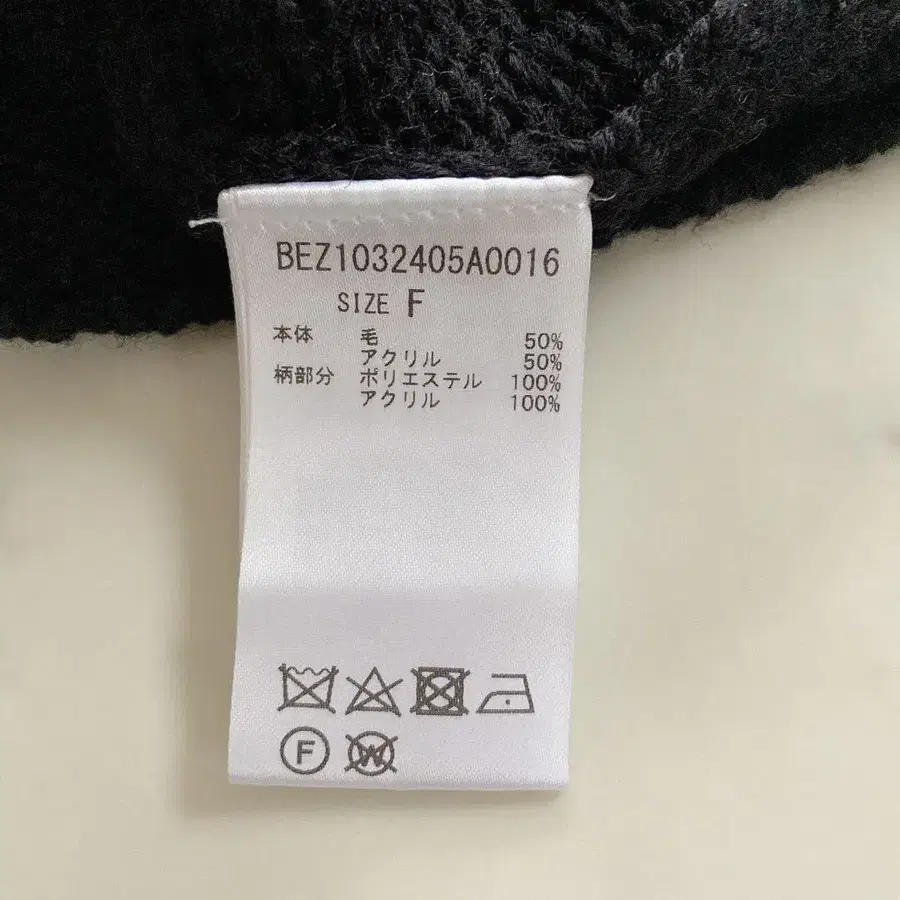 BEZ1032405A0016
SIZE F
本体 毛 50%
アクリル 50%
柄部分 ポリエステル 100%
アクリル 100%
F
W